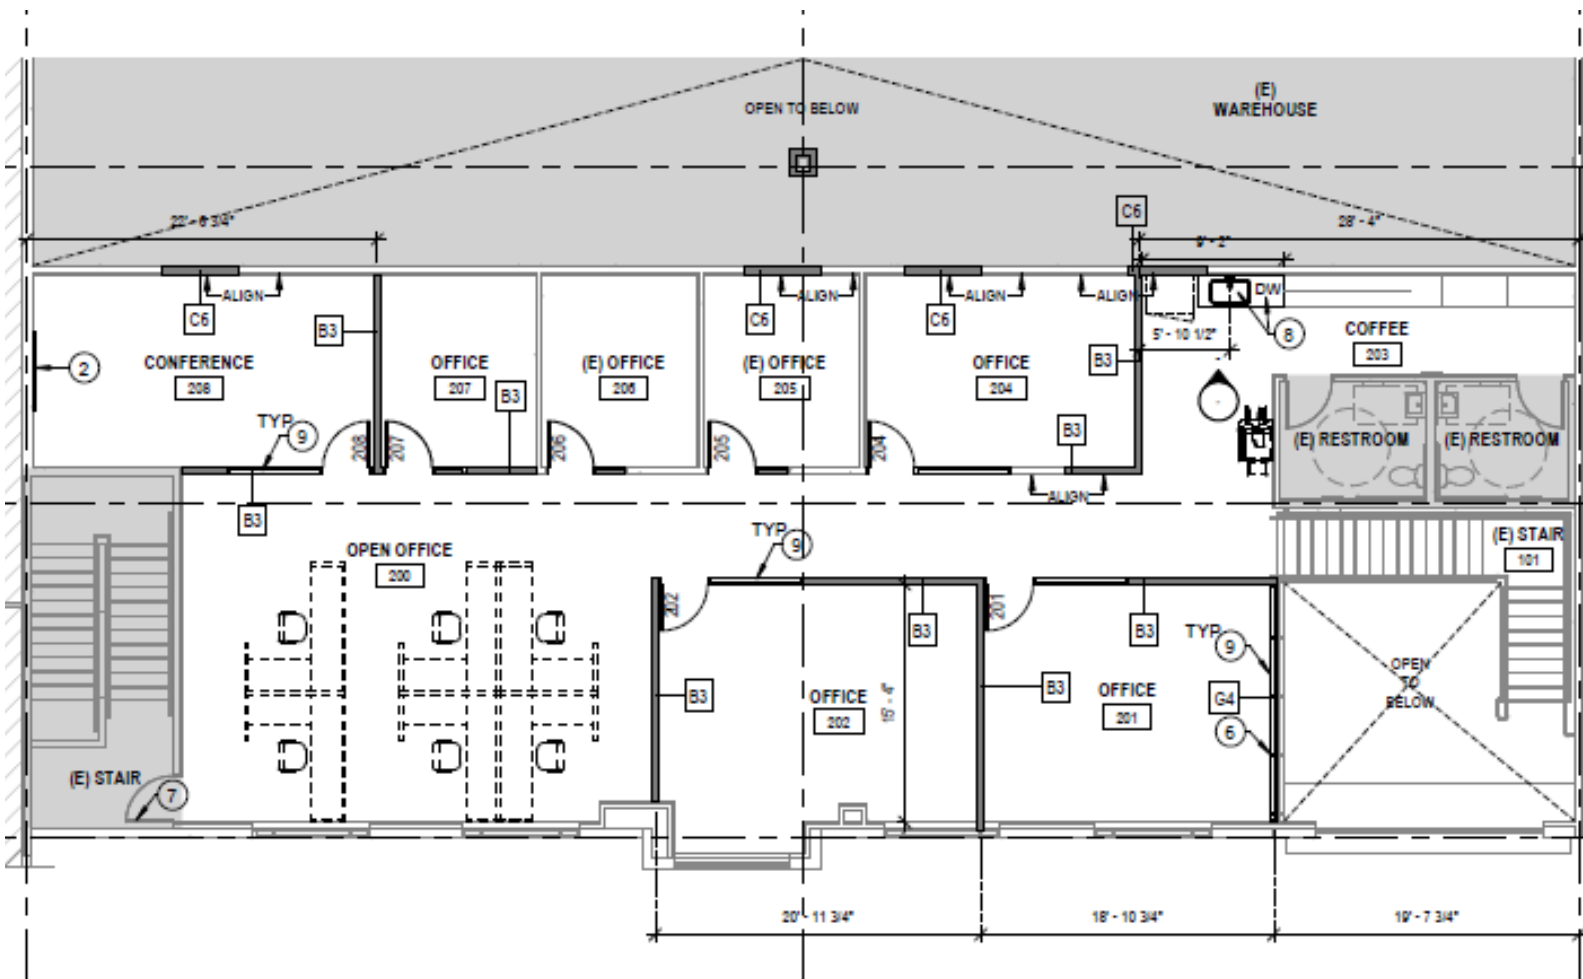 (E)
WAREHOUSE
OPEN TO BELOW
C6
22' - 6 3/4"
28' - 4"
9' - 2"
ALIGN
ALIGN
ALIGN
ALIGN
DW
C6
C6
C6
B3
5' - 10 1/2"
8
COFFEE
203
2
CONFERENCE
208
OFFICE
207
(E) OFFICE
206
(E) OFFICE
205
OFFICE
204
B3
B3
TYP
9
208
207
206
205
204
B3
(E) RESTROOM
(E) RESTROOM
ALIGN
B3
TYP
9
OPEN OFFICE
200
(E) STAIR
101
202
201
B3
B3
TYP
9
OPEN
TO
BELOW
B3
OFFICE
202
15' - 4"
B3
OFFICE
201
G4
6
(E) STAIR
7
20' - 11 3/4"
18' - 10 3/4"
19' - 7 3/4"